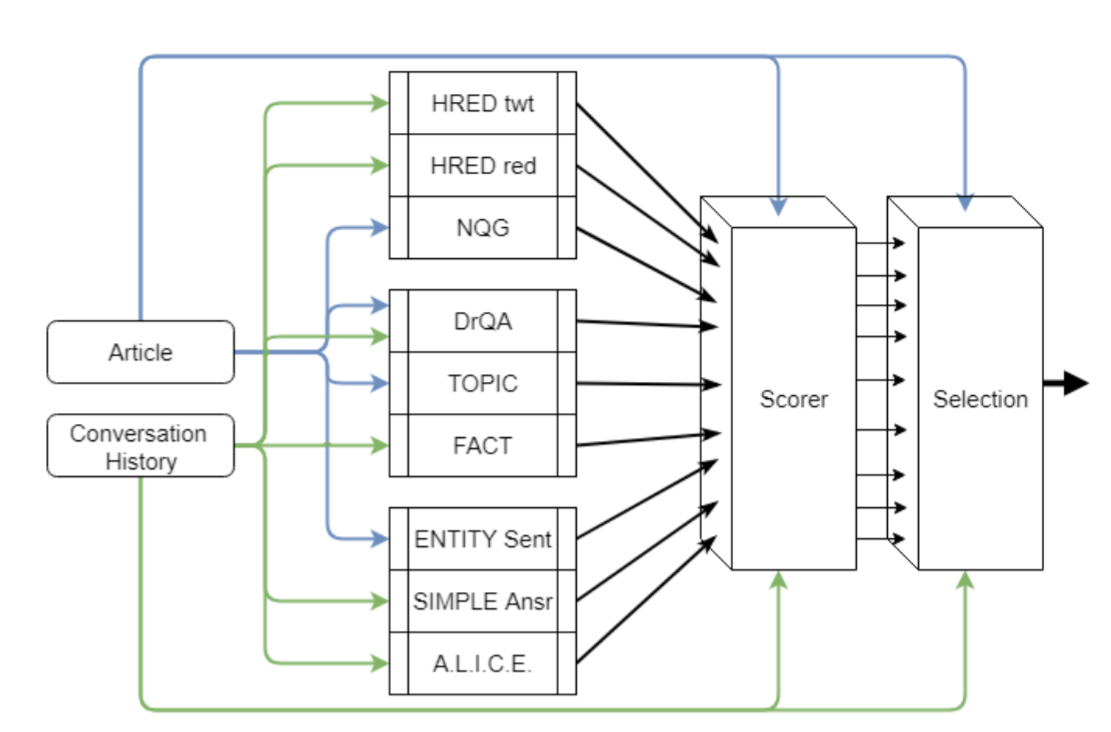 HRED twt
HRED red
NQG
DrQA
Article
TOPIC
Scorer
Selection
Conversation
History
FACT
ENTITY Sent
SIMPLE Ansr
A.L.I.C.E.